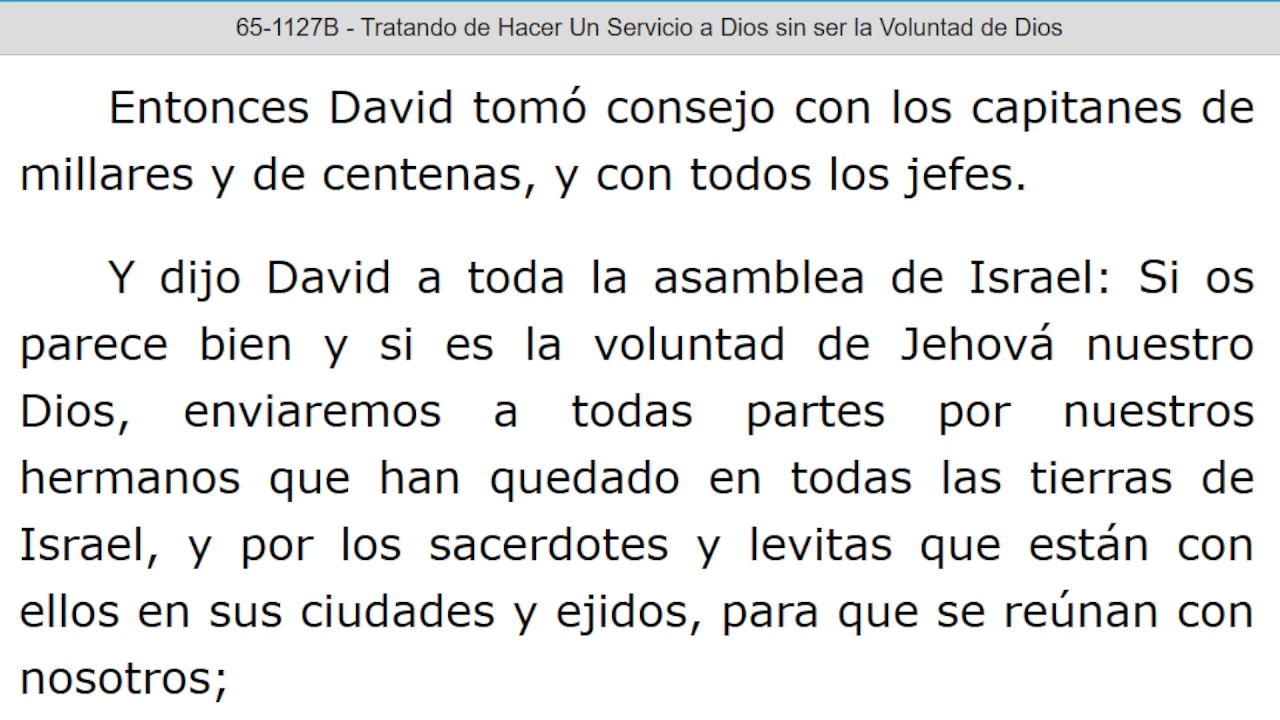 65-1127B - Tratando de Hacer Un Servicio a Dios sin ser la Voluntad de Dios
Entonces David tomó consejo con los capitanes de
millares y de centenas, y con todos los jefes.
Y dijo David a toda la asamblea de Israel: Si os
parece bien y si es la voluntad de Jehová nuestro
Dios, enviaremos a todas partes por nuestros
hermanos que han quedado en todas las tierras de
Israel, y por los sacerdotes y levitas que están con
ellos en sus ciudades y ejidos, para que se reúnan con
nosotros;